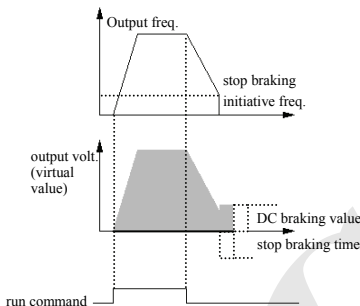 Output freq.
stop braking
initiative freq.
output volt.
(virtual
value)
DC braking value
stop braking time
run command